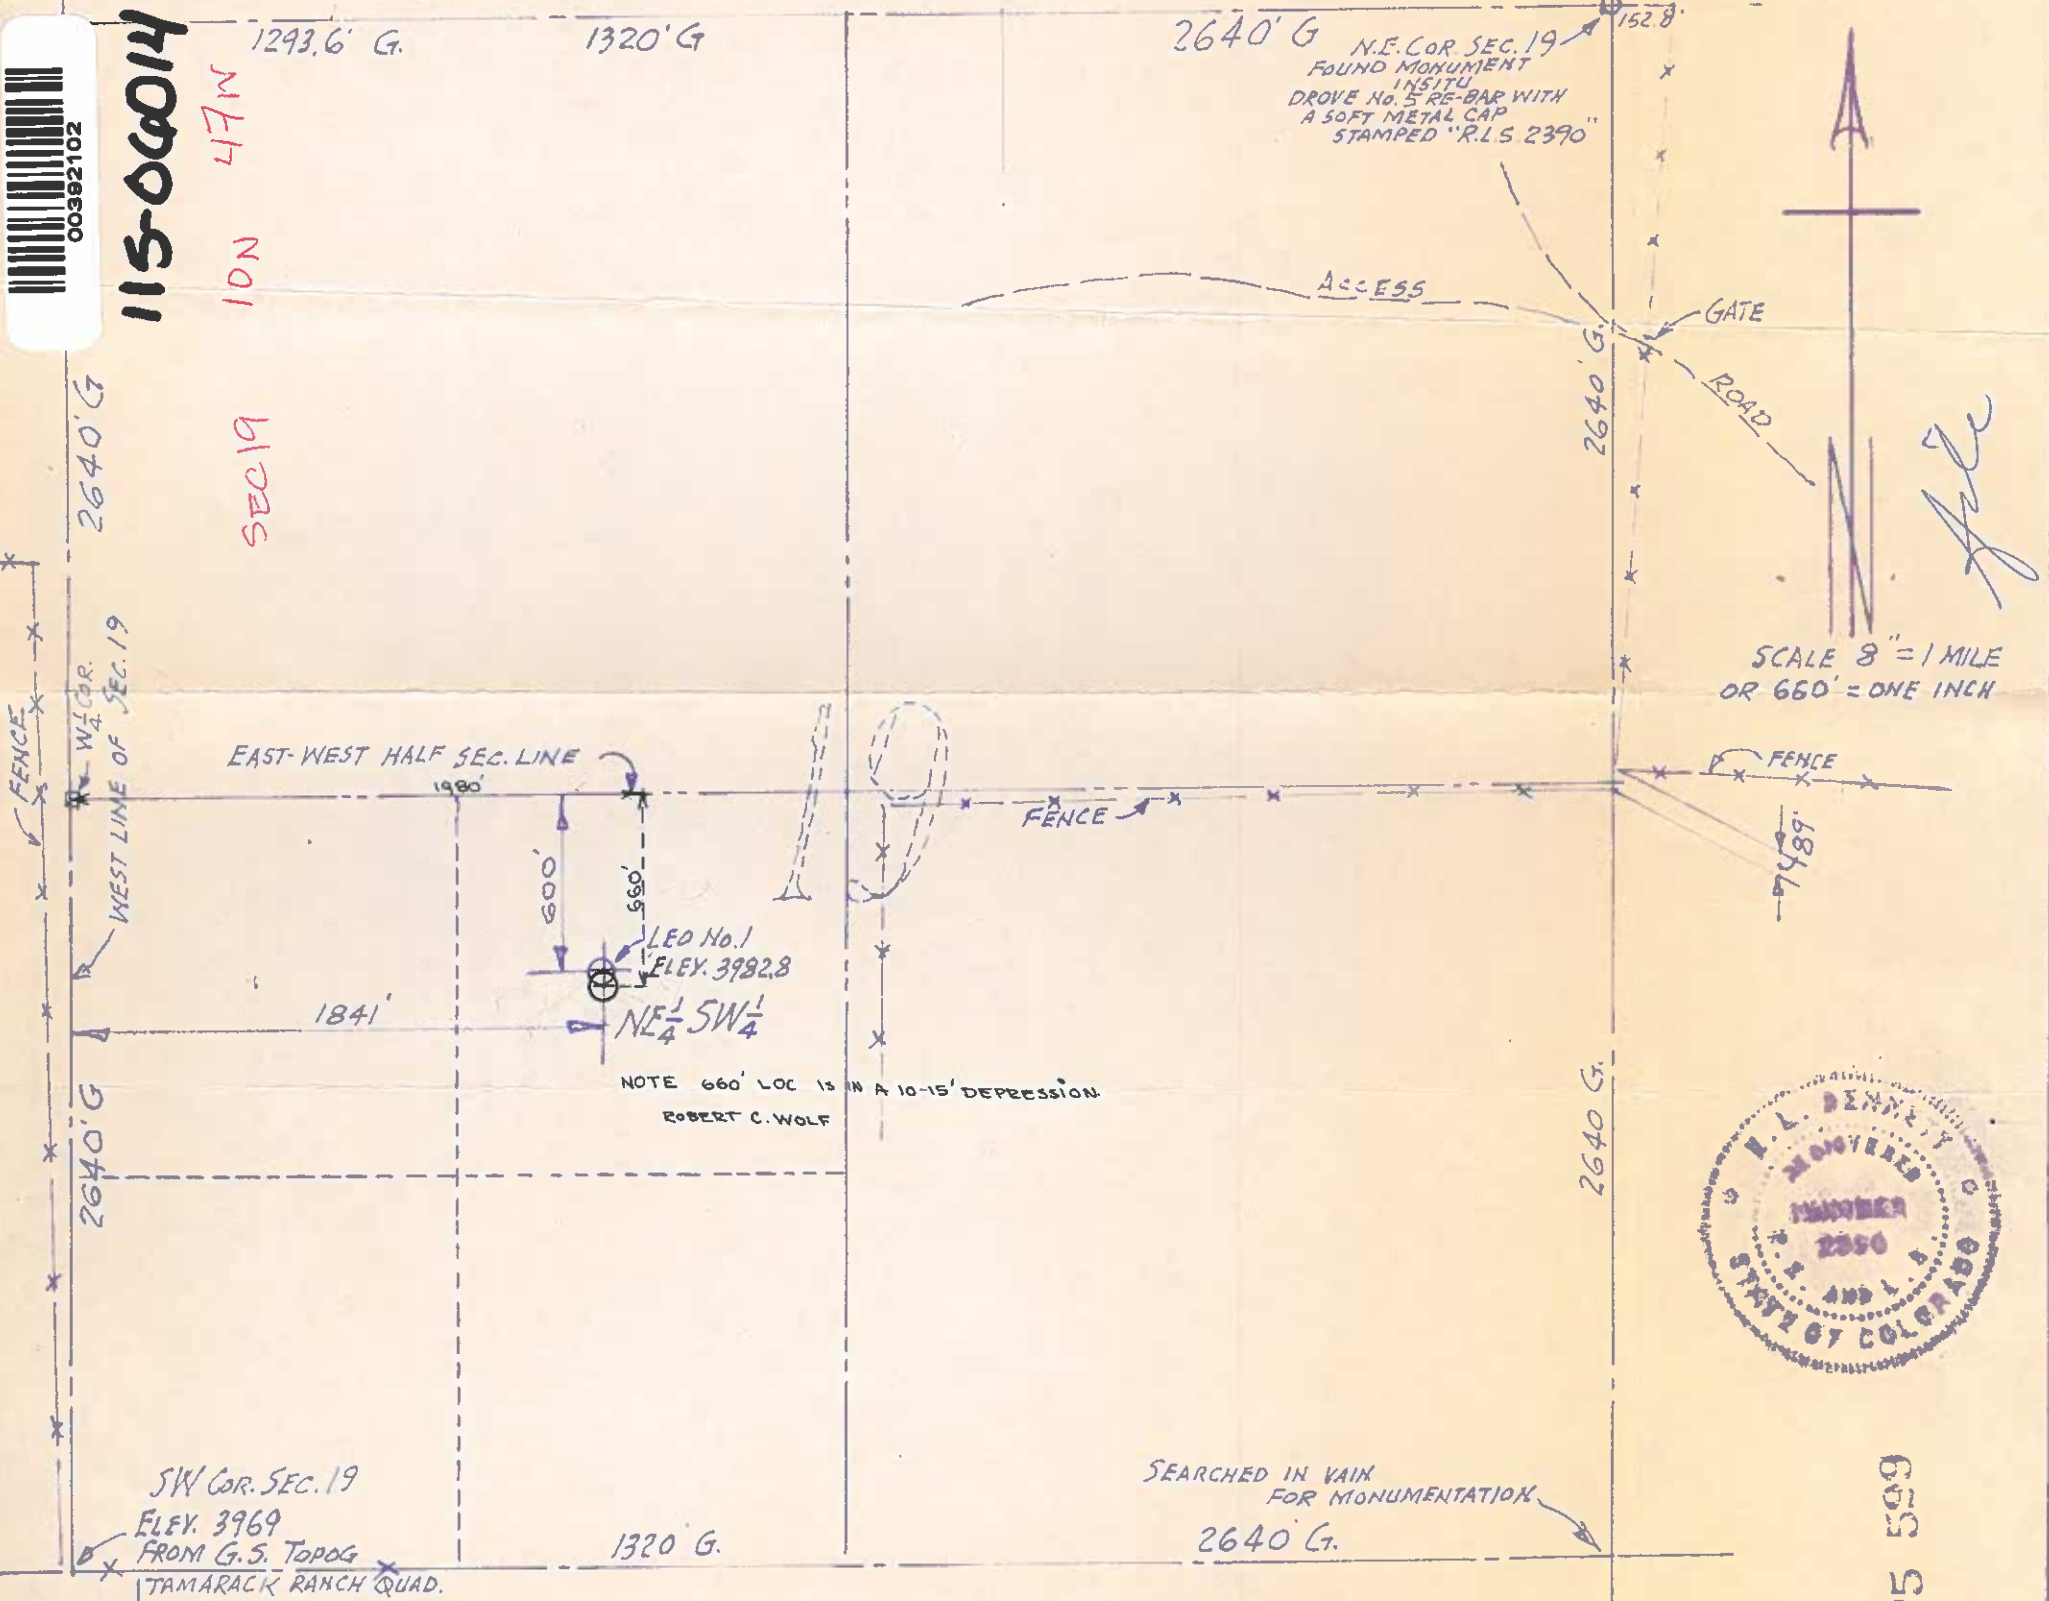 00392102
115-06014
SEC 19 10N 47W
1293.6' G.
1320' G
2640' G
152.8'
N.E. COR. SEC. 19
FOUND MONUMENT
INSITU
DROVE No. 5 RE-BAR WITH
A SOFT METAL CAP
STAMPED "R.L.S. 2390"
ACCESS
GATE
ROAD
2640' G
2640' G.
N
SCALE 8" = 1 MILE
OR 660' = ONE INCH
FENCE
W 1/4 COR.
WEST LINE OF SEC. 19
EAST-WEST HALF SEC. LINE
1980'
19
FENCE
FENCE
600'
660'
LEO No. 1
ELEV. 3982.8
NE 1/4 SW 1/4
1841'
NOTE 660' LOC IS IN A 10-15' DEPRESSION.
ROBERT C. WOLF
2640' G
2640 G.
REGISTERED
NUMBER
2390
STATE OF COLORADO
SW COR. SEC. 19
ELEV. 3969
FROM G.S. TOPOG
TAMARACK RANCH QUAD.
1320' G.
SEARCHED IN VAIN
FOR MONUMENTATION
2640' G.